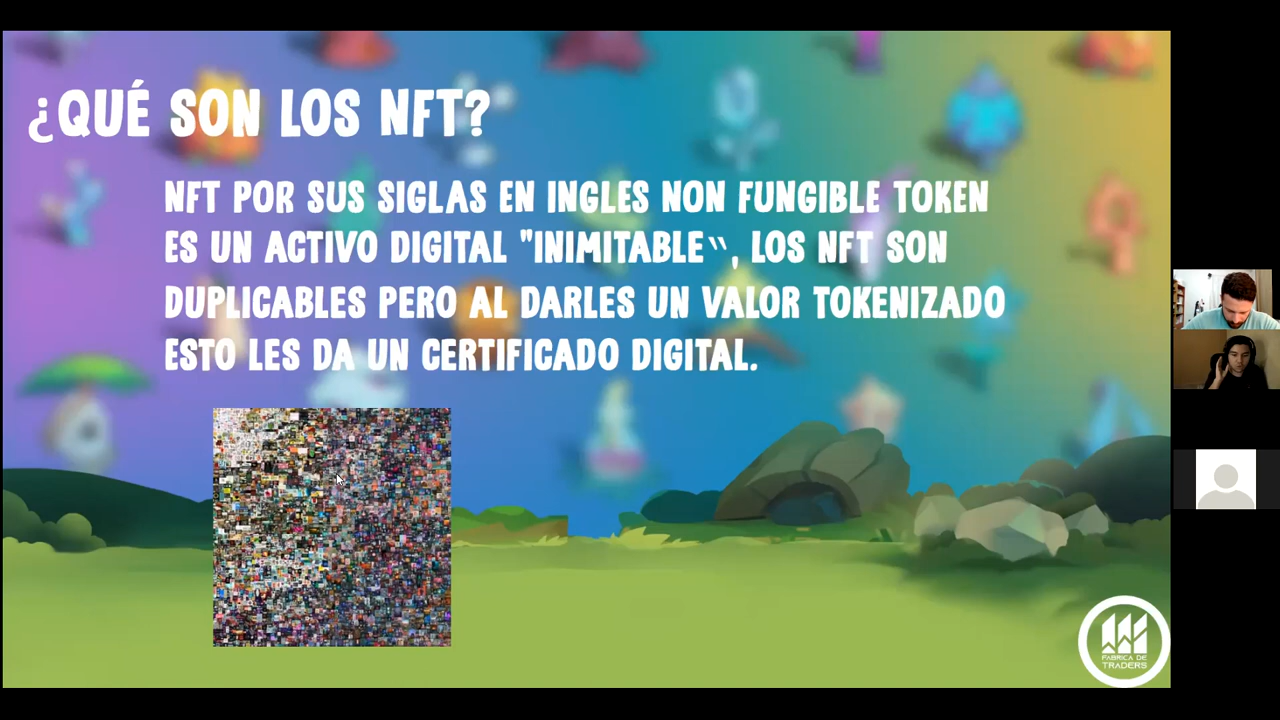 ¿QUÉ SON LOS NFT?
NFT POR SUS SIGLAS EN INGLES NON FUNGIBLE TOKEN
ES UN ACTIVO DIGITAL "INIMITABLE“, LOS NFT SON
DUPLICABLES PERO AL DARLES UN VALOR TOKENIZADO
ESTO LES DA UN CERTIFICADO DIGITAL.
FABRICA DE
TRADERS